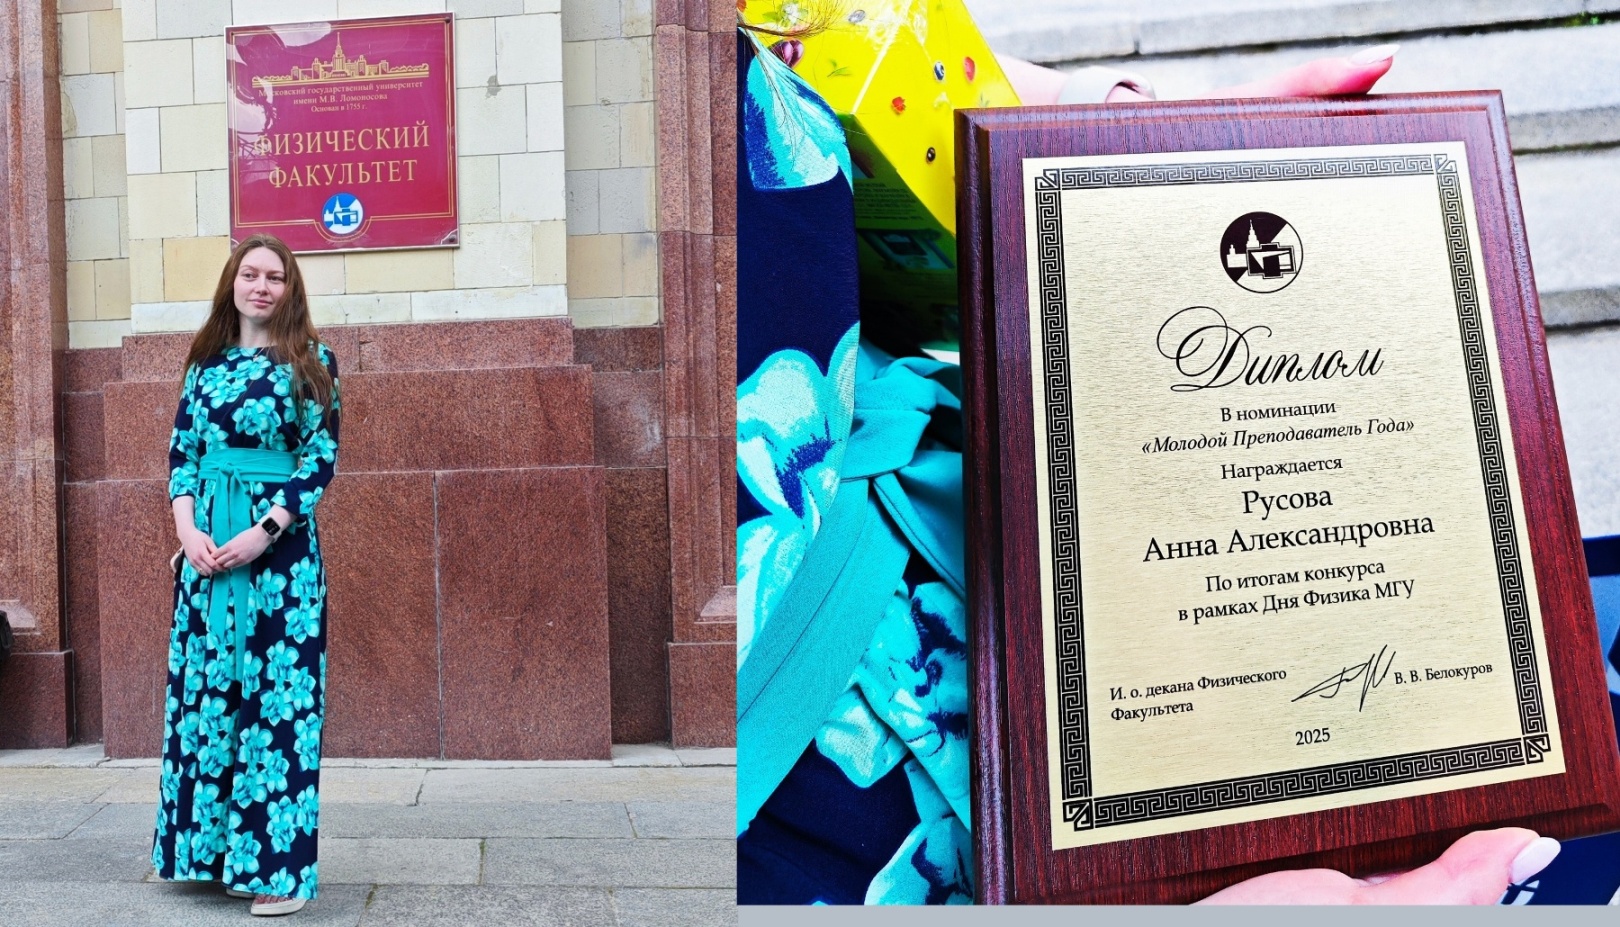 Московский государственный университет
имени М.В. Ломоносова
Основан в 1755 г.
ФИЗИЧЕСКИЙ
ФАКУЛЬТЕТ
Диплом
В номинации
«Молодой Преподаватель Года»
Награждается
Русова
Анна Александровна
По итогам конкурса
в рамках Дня Физика МГУ
И. о. декана Физического
Факультета
В. В. Белокуров
2025